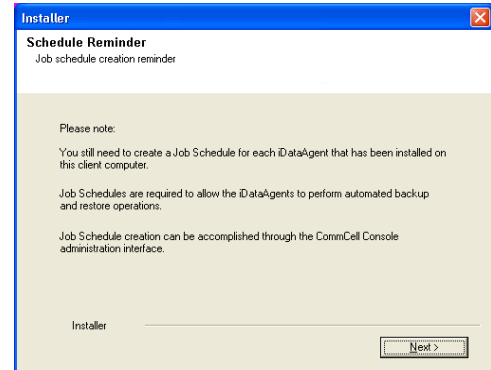 Installer
Schedule Reminder
Job schedule creation reminder
Please note:
You still need to create a Job Schedule for each iDataAgent that has been installed on
this client computer.
Job Schedules are required to allow the iDataAgents to perform automated backup
and restore operations.
Job Schedule creation can be accomplished through the CommCell Console
administration interface.
Installer
Next >